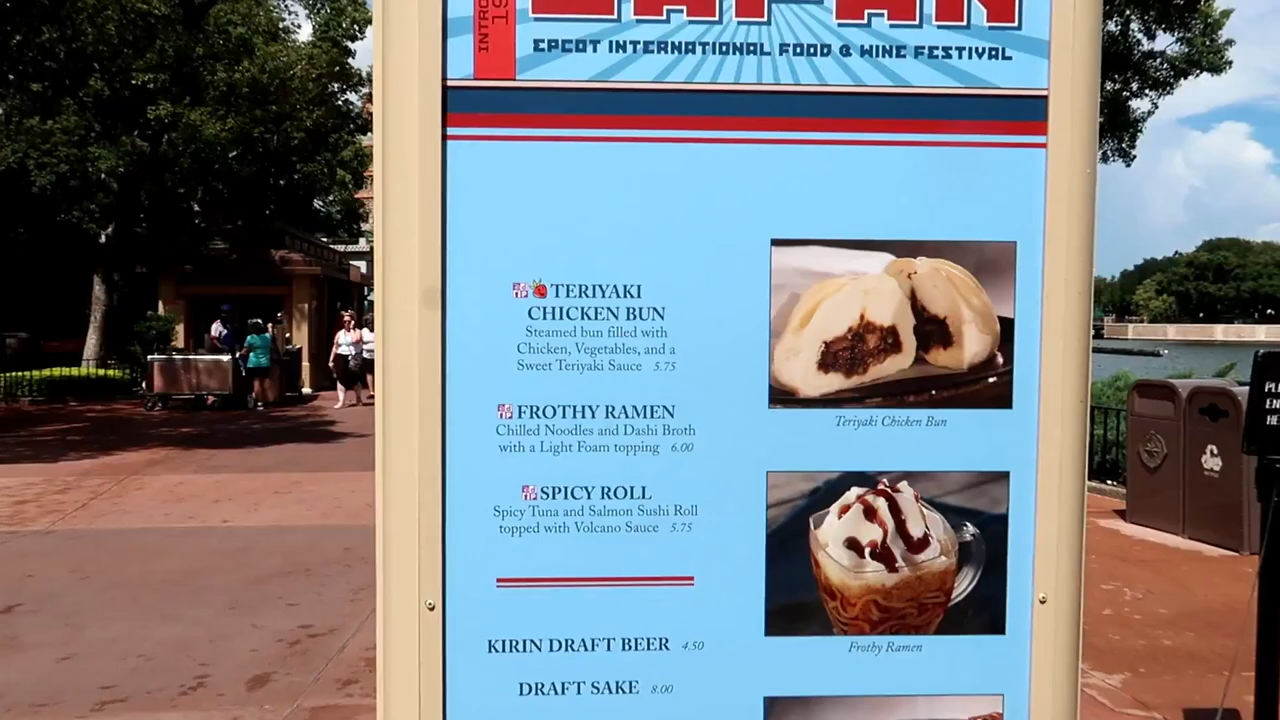 INTRO
19
JAPAN
EPCOT INTERNATIONAL FOOD & WINE FESTIVAL
TERIYAKI
CHICKEN BUN
Steamed bun filled with
Chicken, Vegetables, and a
Sweet Teriyaki Sauce 5.75
Teriyaki Chicken Bun
FROTHY RAMEN
Chilled Noodles and Dashi Broth
with a Light Foam topping 6.00
SPICY ROLL
Spicy Tuna and Salmon Sushi Roll
topped with Volcano Sauce 5.75
KIRIN DRAFT BEER 4.50
Frothy Ramen
DRAFT SAKE 8.00